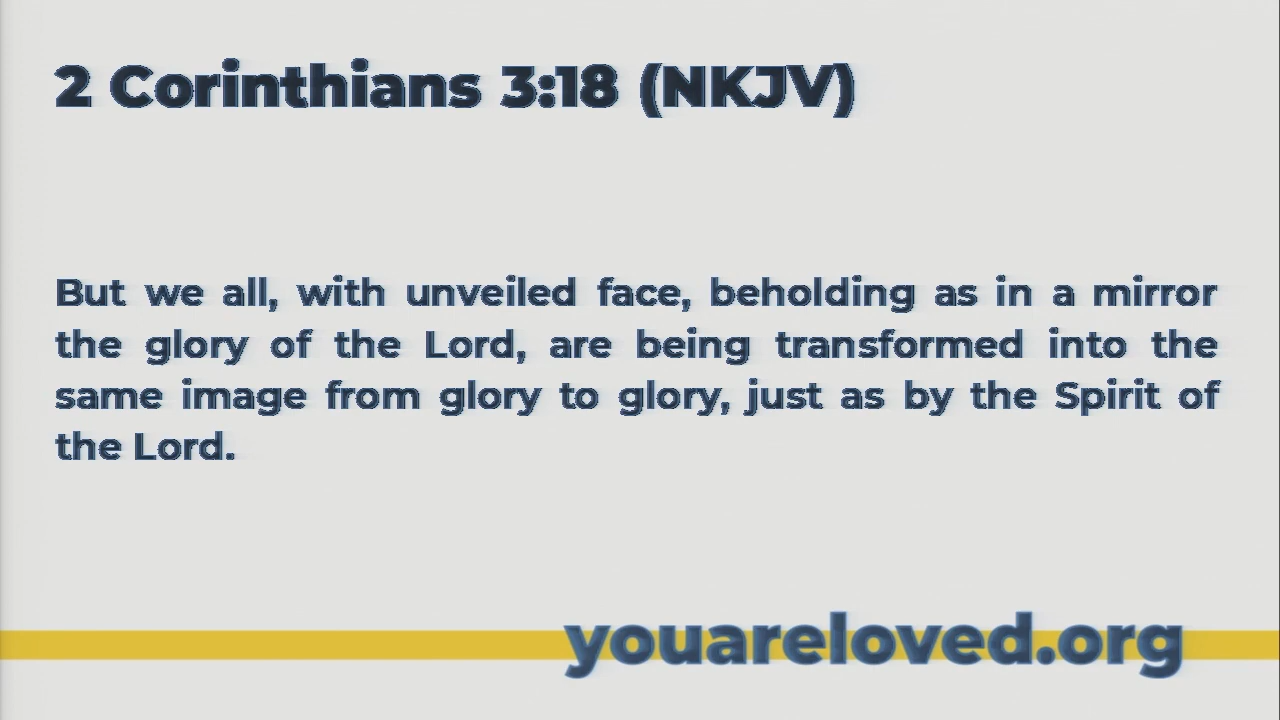 2 Corinthians 3:18 (NKJV)
But we all, with unveiled face, beholding as in a mirror
the glory of the Lord, are being transformed into the
same image from glory to glory, just as by the Spirit of
the Lord.
youareloved.org